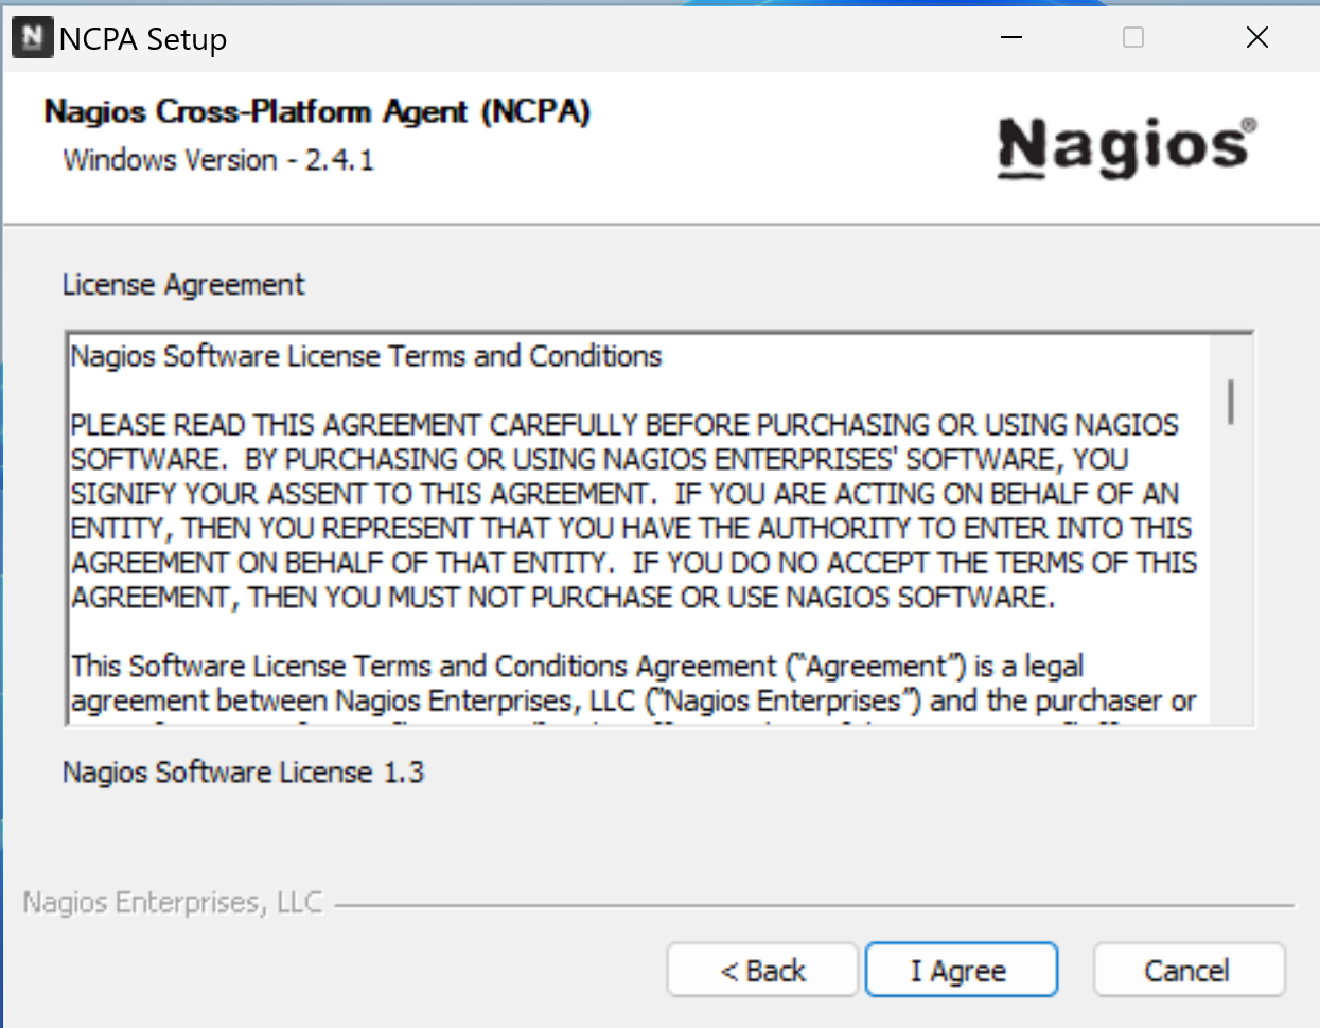 NCPA Setup
Nagios Cross-Platform Agent (NCPA)
Windows Version - 2.4.1
Nagios®
License Agreement
Nagios Software License Terms and Conditions
PLEASE READ THIS AGREEMENT CAREFULLY BEFORE PURCHASING OR USING NAGIOS
SOFTWARE.  BY PURCHASING OR USING NAGIOS ENTERPRISES' SOFTWARE, YOU
SIGNIFY YOUR ASSENT TO THIS AGREEMENT.  IF YOU ARE ACTING ON BEHALF OF AN
ENTITY, THEN YOU REPRESENT THAT YOU HAVE THE AUTHORITY TO ENTER INTO THIS
AGREEMENT ON BEHALF OF THAT ENTITY.  IF YOU DO NO ACCEPT THE TERMS OF THIS
AGREEMENT, THEN YOU MUST NOT PURCHASE OR USE NAGIOS SOFTWARE.
This Software License Terms and Conditions Agreement (“Agreement”) is a legal
agreement between Nagios Enterprises, LLC (“Nagios Enterprises”) and the purchaser or
Nagios Software License 1.3
Nagios Enterprises, LLC
< Back
I Agree
Cancel